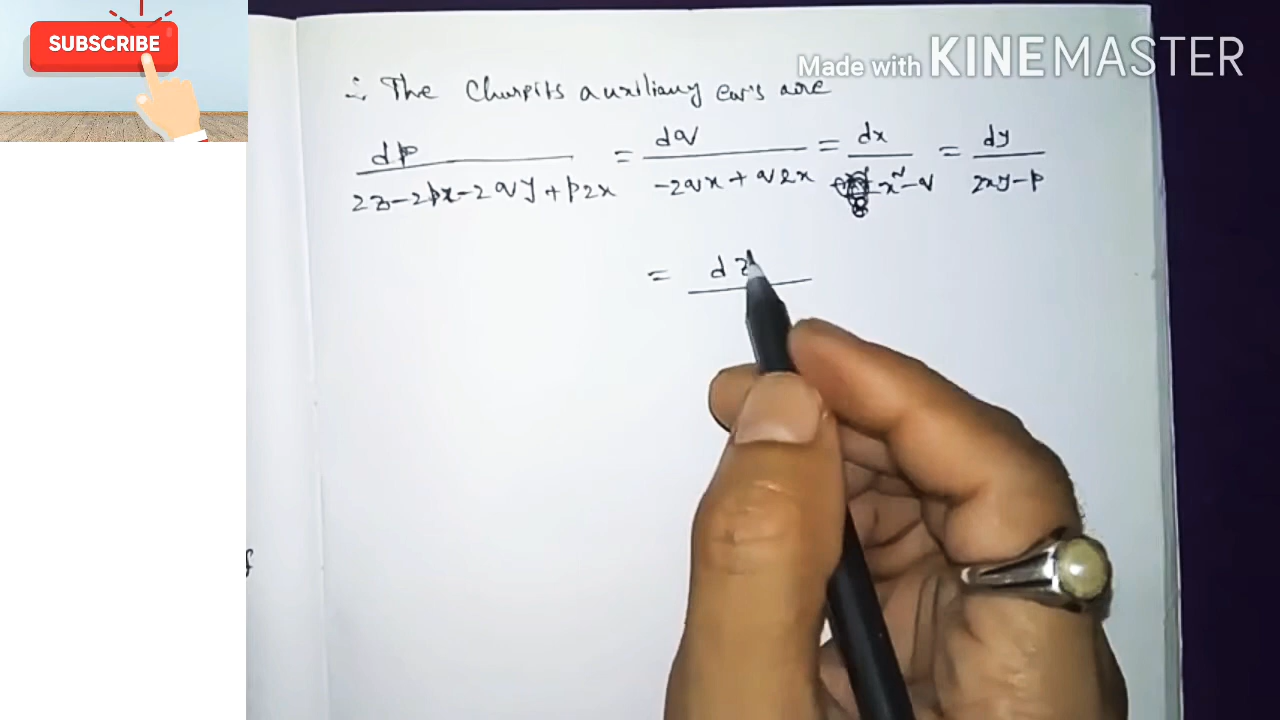 SUBSCRIBE
Made with KINEMASTER
∴ The Charpits auxiliary eqn's are
dp / 2z-2px-2qy+p2x = dq / -2qx+q2x = dx / x²-q = dy / 2xy-p
= dz